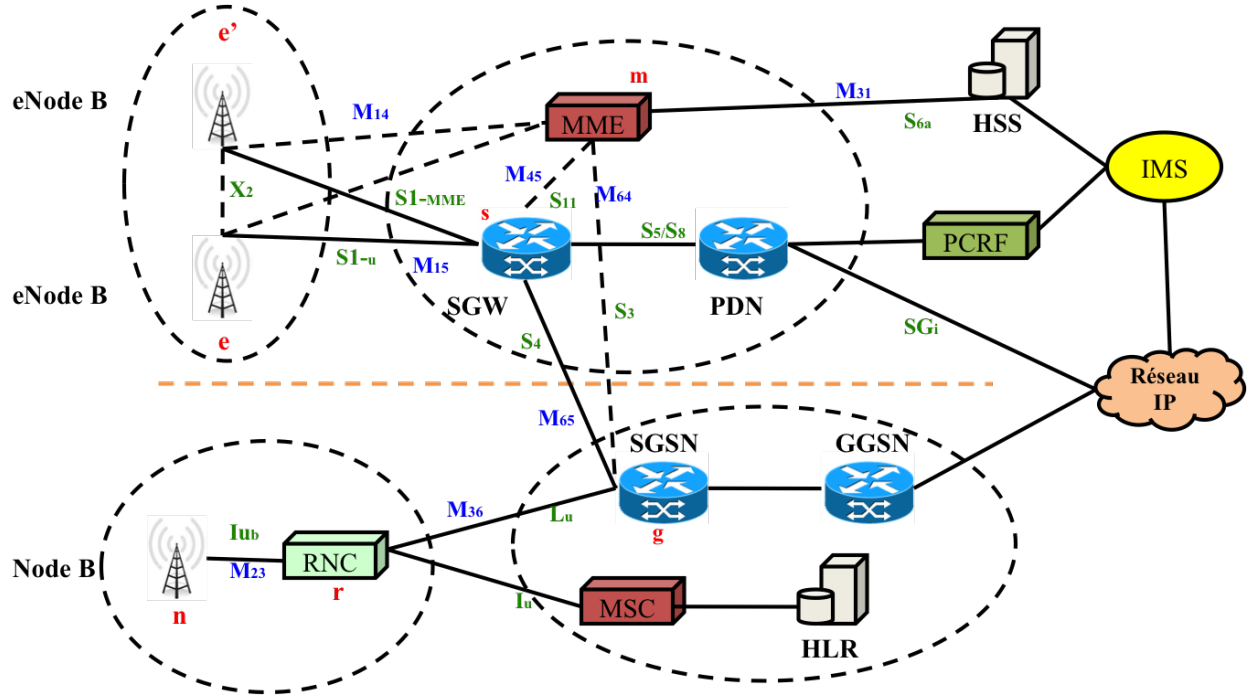 e'
eNode B
M14
m
MME
M31
S6a
HSS
X2
M45
S11
M64
S1-MME
IMS
s
S1-u
M15
S5/S8
PCRF
eNode B
e
SGW
PDN
S3
SGi
S4
Réseau
IP
M65
SGSN
GGSN
M36
Lu
g
Iub
Node B
M23
RNC
n
r
Iu
MSC
HLR